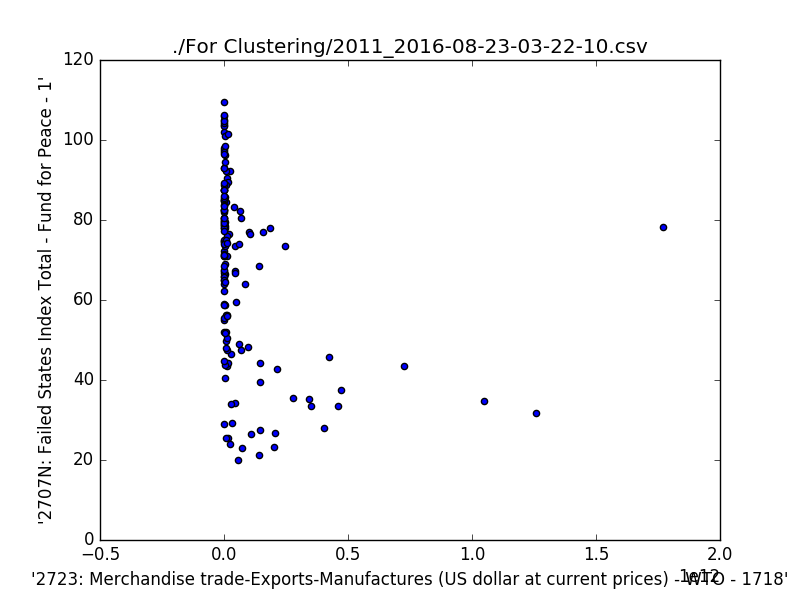 ./For Clustering/2011_2016-08-23-03-22-10.csv
120
100
80
60
40
20
0
'2707N: Failed States Index Total - Fund for Peace - 1'
−0.5 0.0 0.5 1.0 1.5 2.0
1e12
'2723: Merchandise trade-Exports-Manufactures (US dollar at current prices) - WTO - 1718'